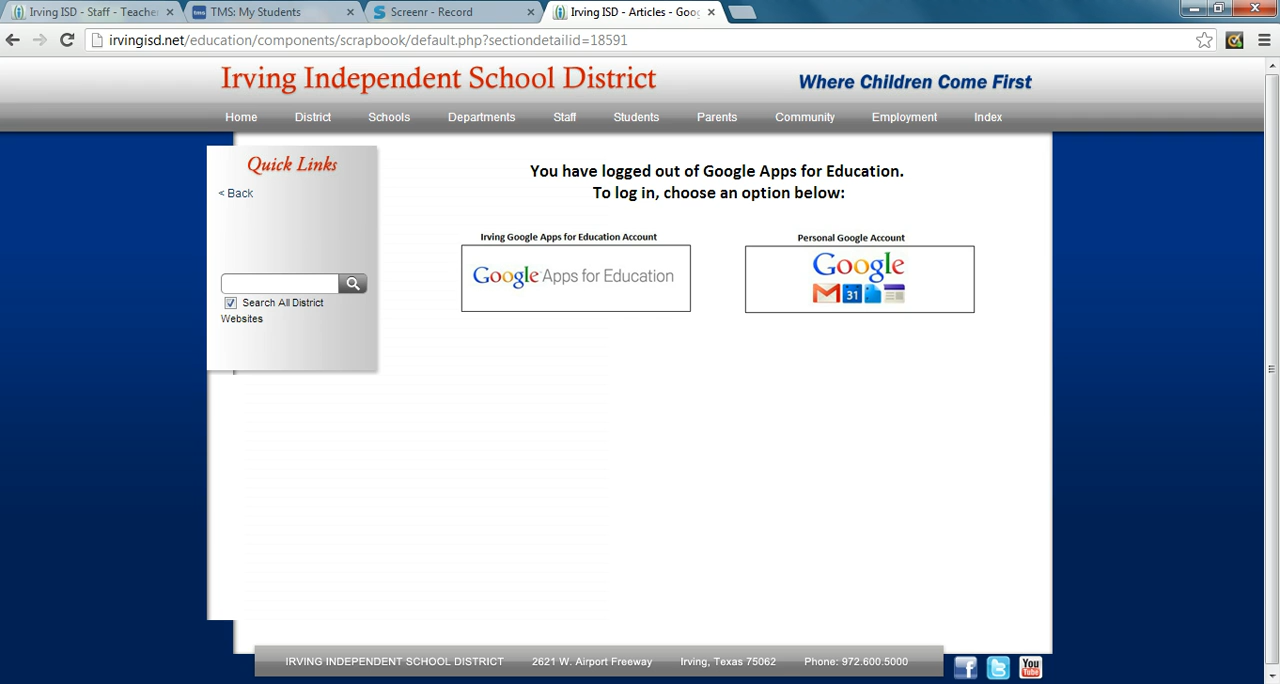 Irving ISD - Staff - Teache
TMS: My Students
Screenr - Record
Irving ISD - Articles - Goo
irvingisd.net/education/components/scrapbook/default.php?sectiondetailid=18591
Irving Independent School District
Where Children Come First
Home District Schools Departments Staff Students Parents Community Employment Index
Quick Links
< Back
Search All District
Websites
You have logged out of Google Apps for Education.
To log in, choose an option below:
Irving Google Apps for Education Account
Google Apps for Education
Personal Google Account
Google
31
IRVING INDEPENDENT SCHOOL DISTRICT 2621 W. Airport Freeway Irving, Texas 75062 Phone: 972.600.5000
You
Tube